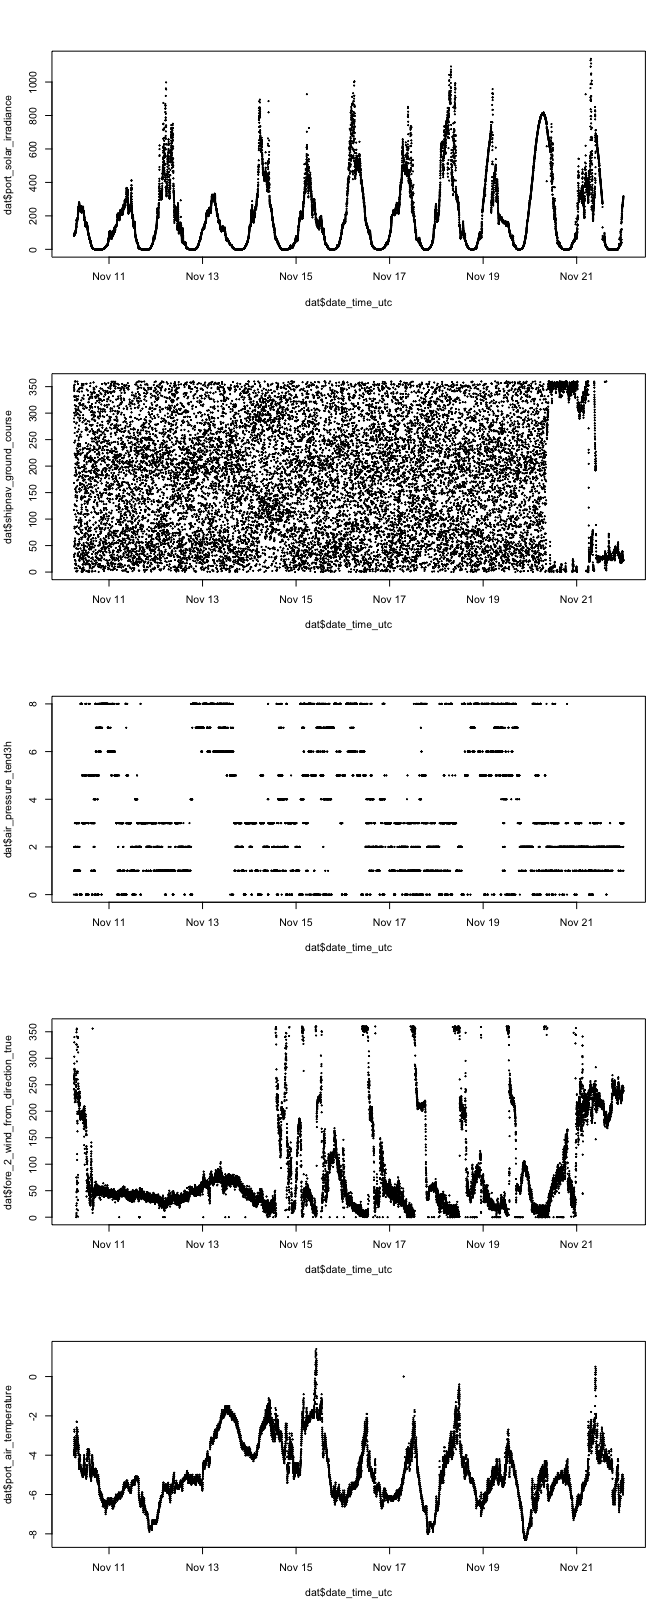 dat$port_solar_irradiance
0 200 400 600 800 1000
Nov 11 Nov 13 Nov 15 Nov 17 Nov 19 Nov 21
dat$date_time_utc
dat$shipnav_ground_course
0 50 100 150 200 250 300 350
Nov 11 Nov 13 Nov 15 Nov 17 Nov 19 Nov 21
dat$date_time_utc
dat$air_pressure_tend3h
0 2 4 6 8
Nov 11 Nov 13 Nov 15 Nov 17 Nov 19 Nov 21
dat$date_time_utc
dat$fore_2_wind_from_direction_true
0 50 100 150 200 250 300 350
Nov 11 Nov 13 Nov 15 Nov 17 Nov 19 Nov 21
dat$date_time_utc
dat$port_air_temperature
-8 -6 -4 -2 0
Nov 11 Nov 13 Nov 15 Nov 17 Nov 19 Nov 21
dat$date_time_utc